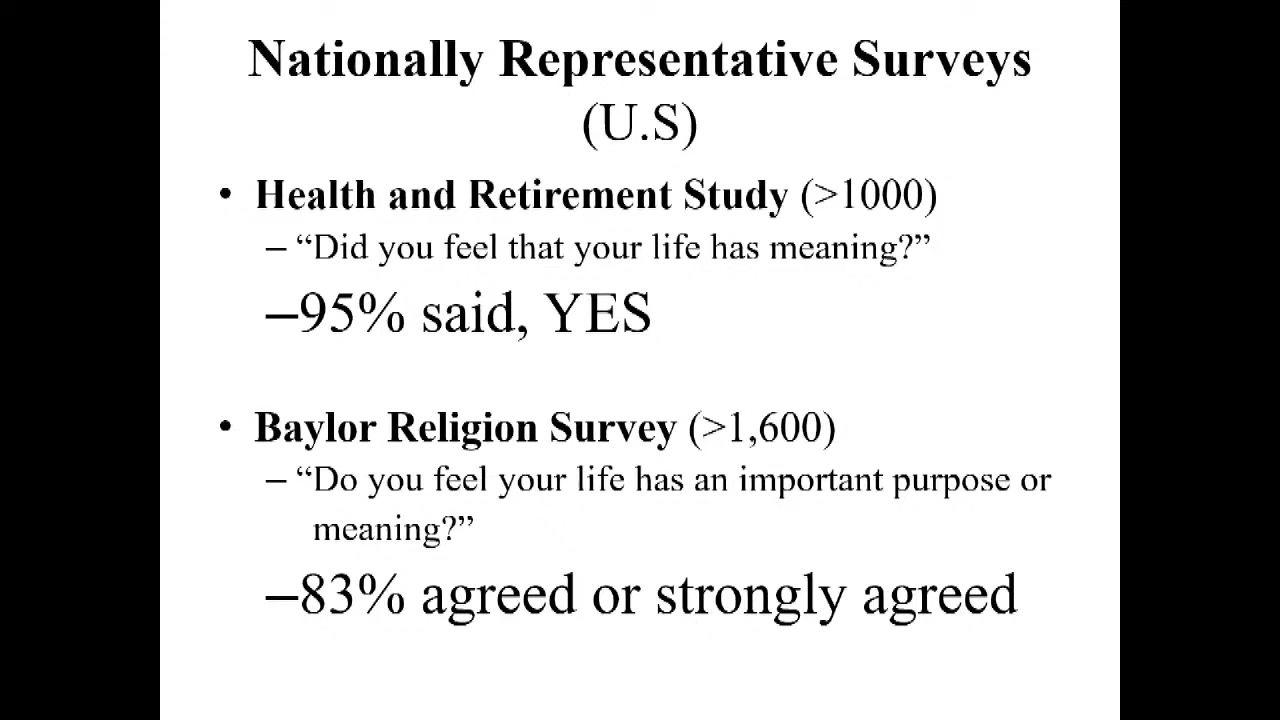 Nationally Representative Surveys
(U.S)
• Health and Retirement Study (>1000)
– “Did you feel that your life has meaning?”
–95% said, YES
• Baylor Religion Survey (>1,600)
– “Do you feel your life has an important purpose or
meaning?”
–83% agreed or strongly agreed